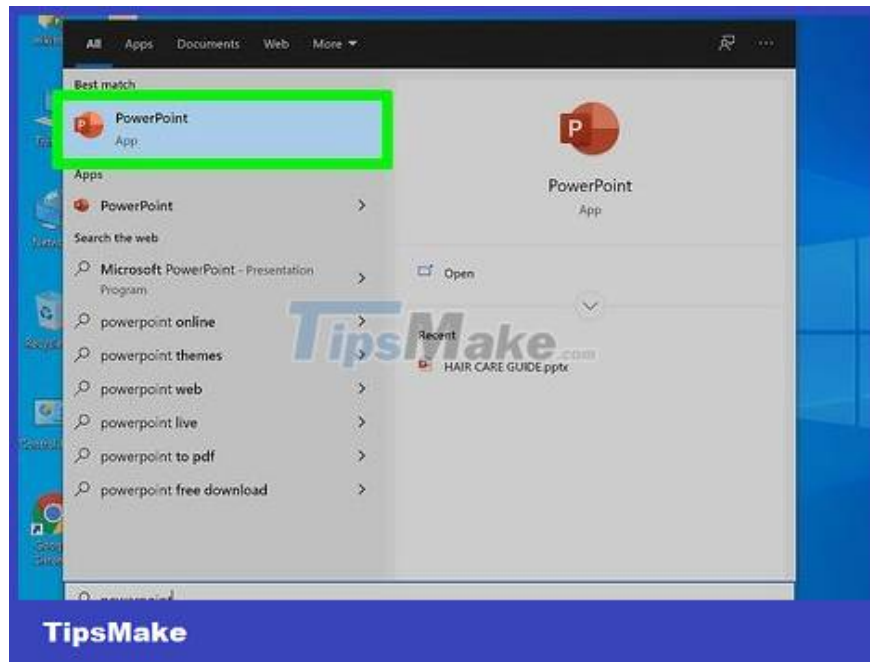 All Apps Documents Web More
Best match
PowerPoint
App
Apps
PowerPoint
Search the web
Microsoft PowerPoint - Presentation
Program
powerpoint online
powerpoint themes
powerpoint web
powerpoint live
powerpoint to pdf
powerpoint free download
PowerPoint
App
Open
Recent
HAIR CARE GUIDE.pptx
TipsMake.com
powerpoint
TipsMake